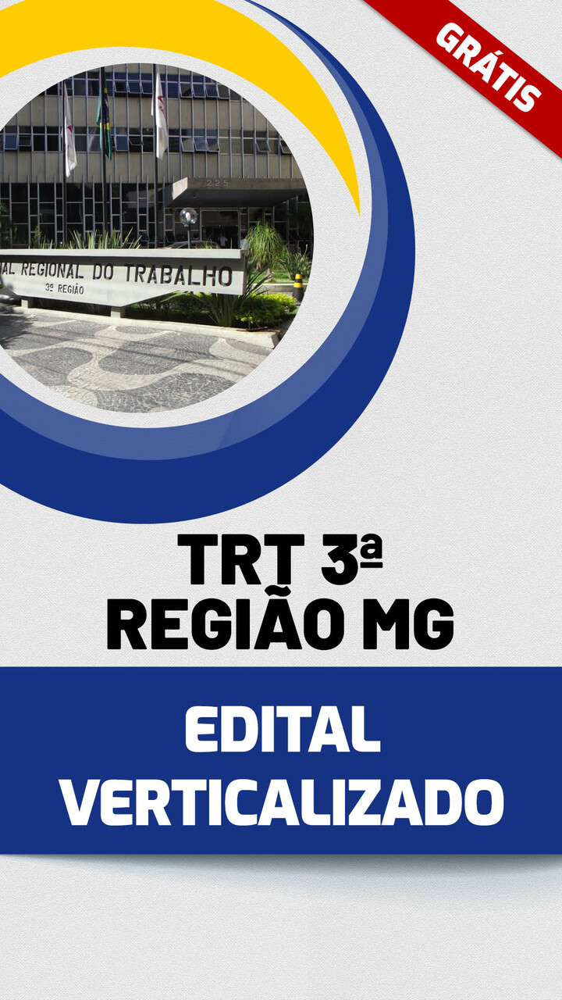 GRÁTIS
225
REGIONAL DO TRABALHO
3ª REGIÃO
TRT 3ª
REGIÃO MG
EDITAL
VERTICALIZADO